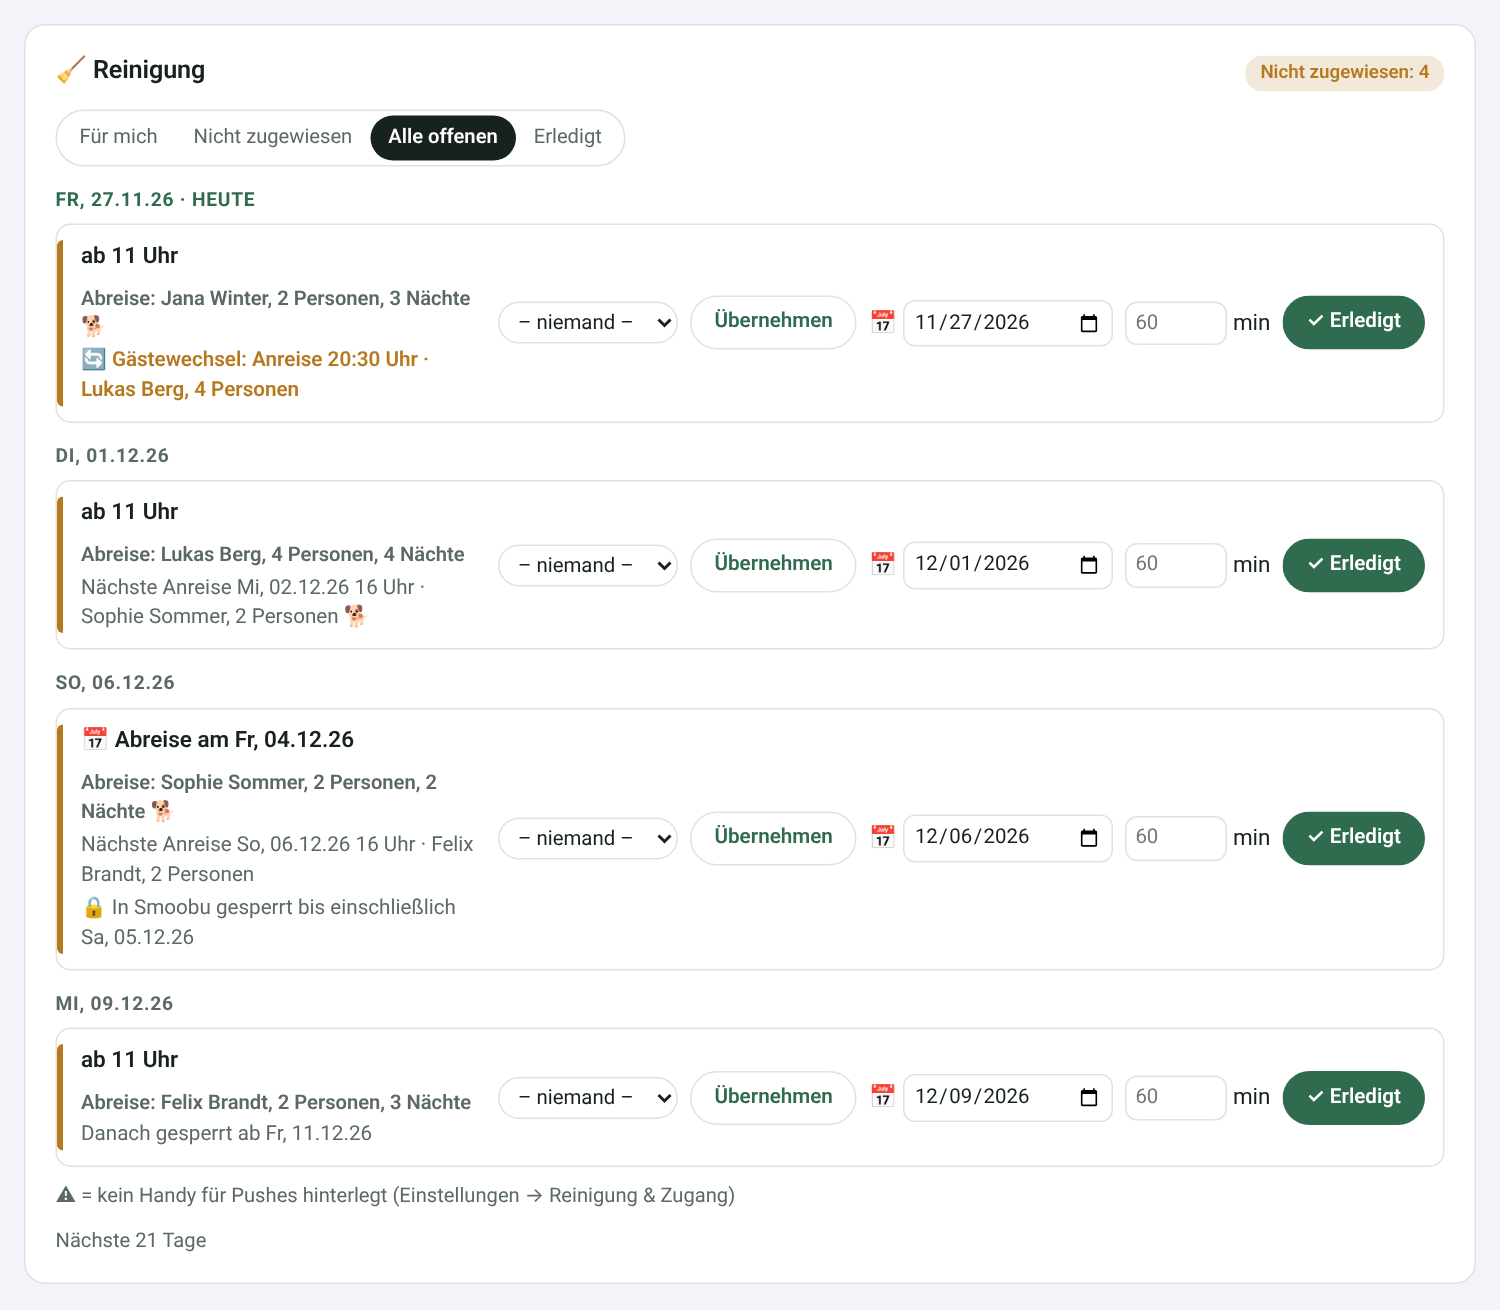 🧹 Reinigung
Nicht zugewiesen: 4
Für mich Nicht zugewiesen Alle offenen Erledigt
FR, 27.11.26 · HEUTE
ab 11 Uhr
Abreise: Jana Winter, 2 Personen, 3 Nächte
🐕
🔄 Gästewechsel: Anreise 20:30 Uhr ·
Lukas Berg, 4 Personen
– niemand – Übernehmen 📅 11/27/2026 60 min ✓ Erledigt
DI, 01.12.26
ab 11 Uhr
Abreise: Lukas Berg, 4 Personen, 4 Nächte
Nächste Anreise Mi, 02.12.26 16 Uhr ·
Sophie Sommer, 2 Personen 🐕
– niemand – Übernehmen 📅 12/01/2026 60 min ✓ Erledigt
SO, 06.12.26
📅 Abreise am Fr, 04.12.26
Abreise: Sophie Sommer, 2 Personen, 2
Nächte 🐕
Nächste Anreise So, 06.12.26 16 Uhr · Felix
Brandt, 2 Personen
🔒 In Smoobu gesperrt bis einschließlich
Sa, 05.12.26
– niemand – Übernehmen 📅 12/06/2026 60 min ✓ Erledigt
MI, 09.12.26
ab 11 Uhr
Abreise: Felix Brandt, 2 Personen, 3 Nächte
Danach gesperrt ab Fr, 11.12.26
– niemand – Übernehmen 📅 12/09/2026 60 min ✓ Erledigt
⚠ = kein Handy für Pushes hinterlegt (Einstellungen → Reinigung & Zugang)
Nächste 21 Tage